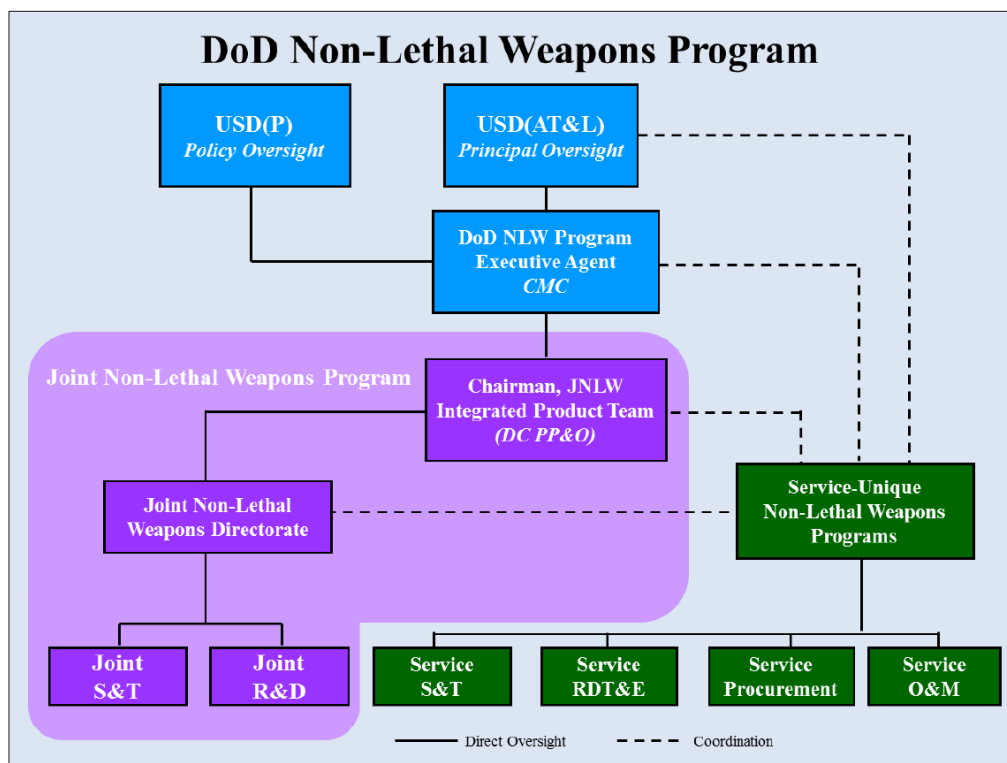 DoD Non-Lethal Weapons Program
USD(P)
Policy Oversight
USD(AT&L)
Principal Oversight
DoD NLW Program
Executive Agent
CMC
Joint Non-Lethal Weapons Program
Chairman, JNLW
Integrated Product Team
(DC PP&O)
Joint Non-Lethal
Weapons Directorate
Service-Unique
Non-Lethal Weapons
Programs
Joint
S&T
Joint
R&D
Service
S&T
Service
RDT&E
Service
Procurement
Service
O&M
Direct Oversight
Coordination